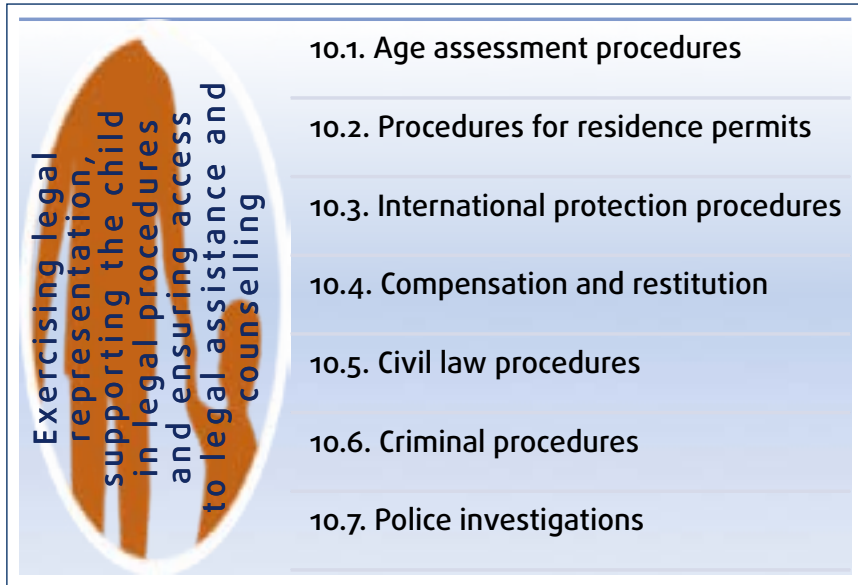 Exercising legal
representation,
supporting the child
in legal procedures
and ensuring access
to legal assistance and
counselling
10.1. Age assessment procedures
10.2. Procedures for residence permits
10.3. International protection procedures
10.4. Compensation and restitution
10.5. Civil law procedures
10.6. Criminal procedures
10.7. Police investigations